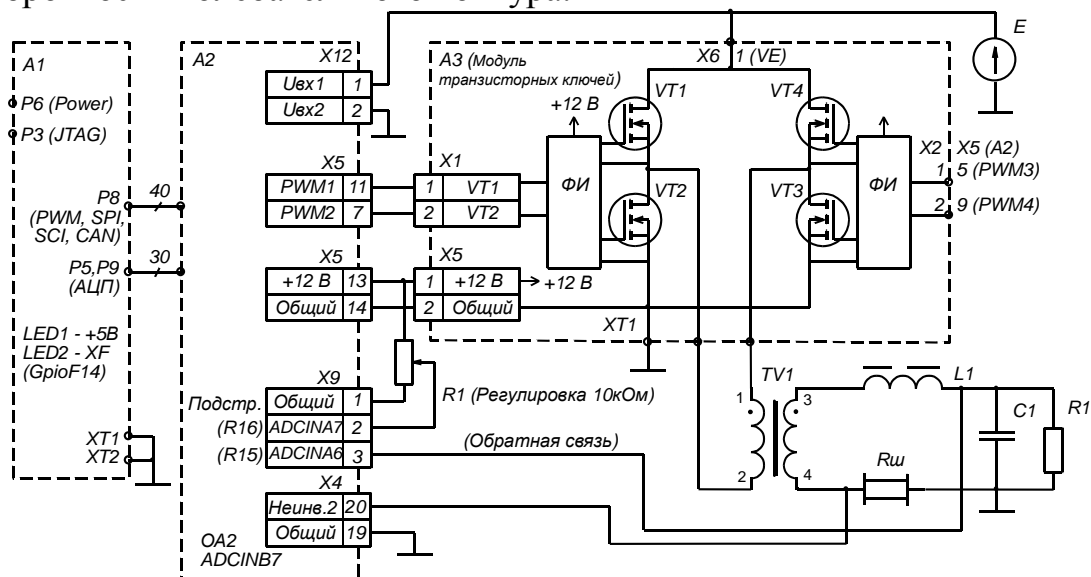 A1
P6 (Power)
P3 (JTAG)
P8
(PWM, SPI,
SCI, CAN)
40
P5,P9
(АЦП)
30
LED1 - +5В
LED2 - XF
(GpioF14)
XT1
XT2
A2
X12
Uвх1 1
Uвх2 2
X5
PWM1 11
PWM2 7
X5
+12 В 13
Общий 14
X9
Подстр.
Общий 1
(R16) ADCINA7 2
(R15) ADCINA6 3
X4
Неинв.2 20
Общий 19
ОА2
ADCINB7
R1 (Регулировка 10кОм)
(Обратная связь)
А3 (Модуль
транзисторных ключей)
X6 1 (VE)
E
+12 В
VT1
VT4
X1
1 VT1
2 VT2
ФИ
VT2
VT3
ФИ
X2 X5 (A2)
1 5 (PWM3)
2 9 (PWM4)
X5
1 +12 В
2 Общий
+12 В
XT1
TV1
1
2
3
4
L1
C1
R1
Rш